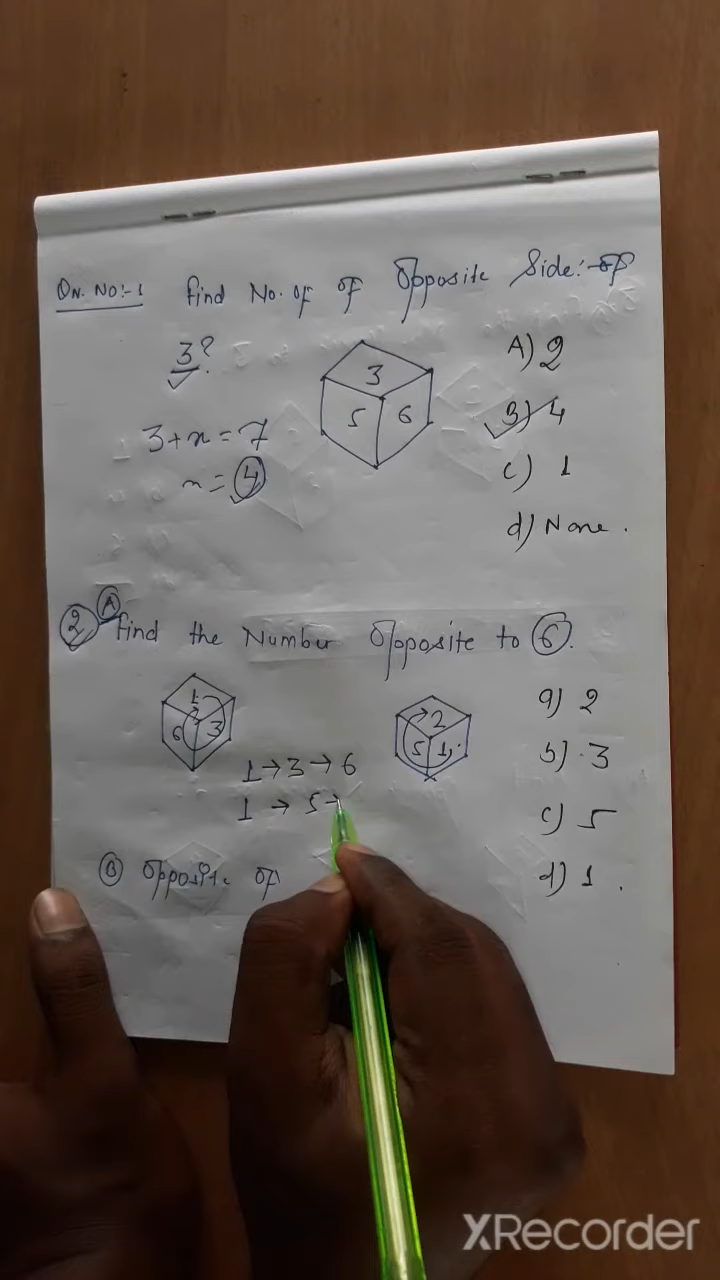 QN. NO:-1 Find No. of of Opposite Side:- of
3?
3
5 6
3+x=7
x=4
A) 2
B) 4
c) 1
d) None.
2 A Find the Number Opposite to 6.
1
6 3
2
5 1
1→3→6
1→5→
a) 2
b) 3
c) 5
d) 1.
B Opposite of
XRecorder